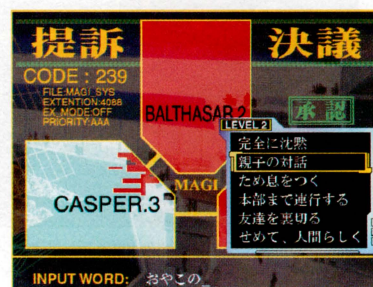 提訴
決議
CODE : 239
FILE:MAGI_SYS
EXTENTION:4088
EX_MODE:OFF
PRIORITY:AAA
BALTHASAR.2
承認
LEVEL 2
完全に沈黙
親子の対話
ため息をつく
本部まで連行する
友達を裏切る
せめて、人間らしく
MAGI
CASPER.3
INPUT WORD: おやこの_